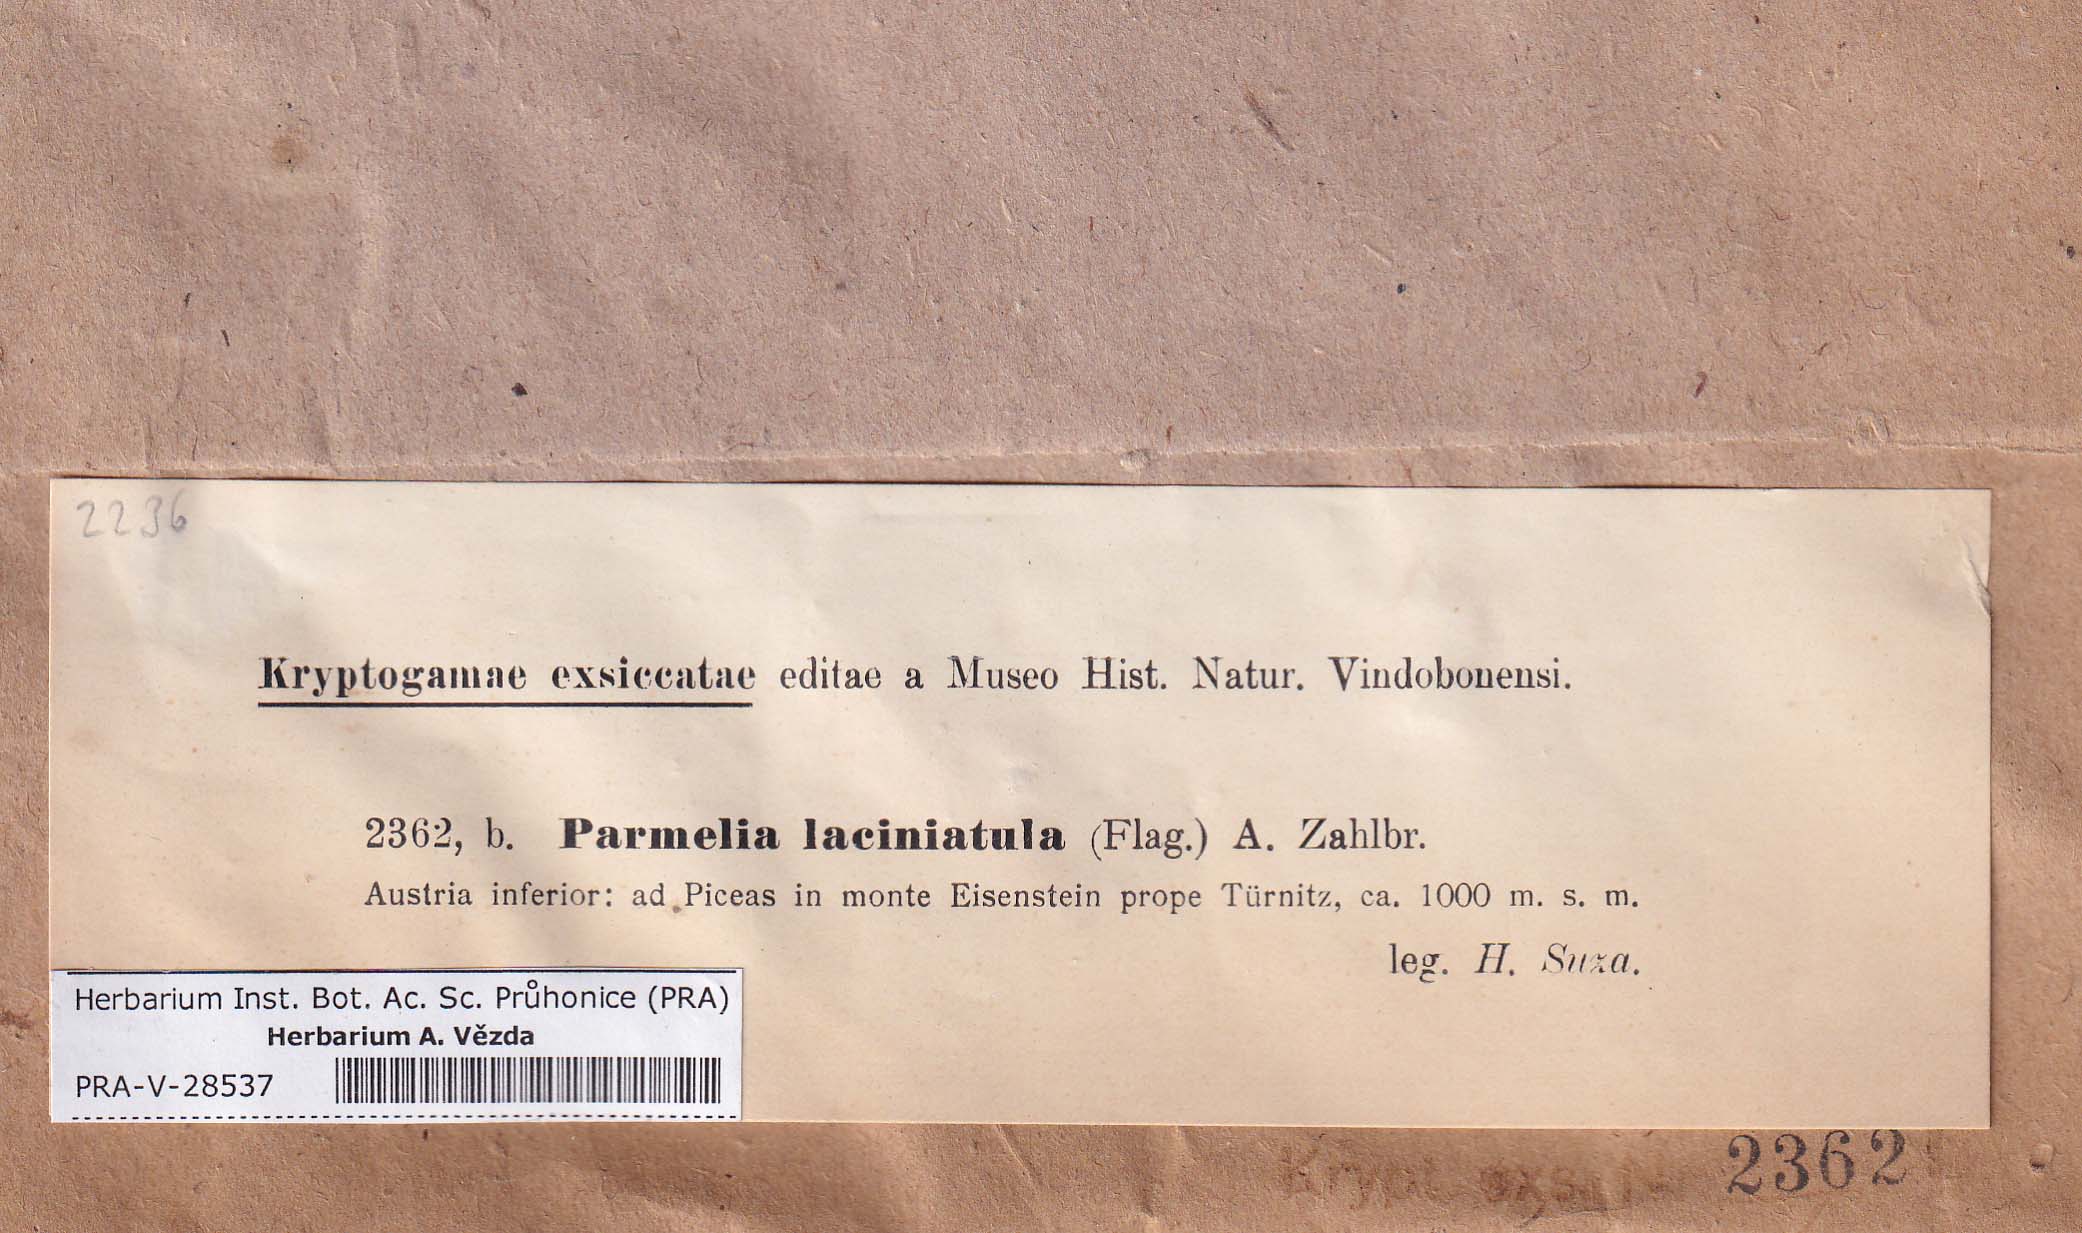 2236
Kryptogamae exsiccatae editae a Museo Hist. Natur. Vindobonensi.
2362, b. Parmelia laciniatula (Flag.) A. Zahlbr.
Austria inferior: ad Piceas in monte Eisenstein prope Türnitz, ca. 1000 m. s. m.
leg. H. Suza.
Herbarium Inst. Bot. Ac. Sc. Průhonice (PRA)
Herbarium A. Vězda
PRA-V-28537
Krypt. 2362